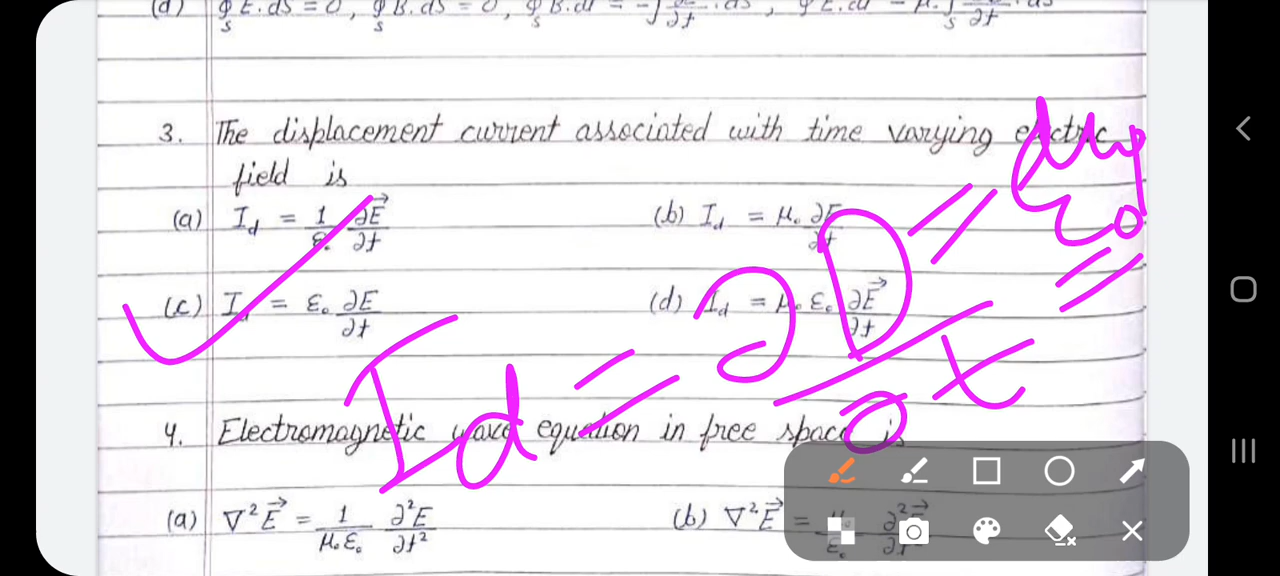 3. The displacement current associated with time varying electric
field is
(a) I_d = 1/ε₀ ∂E⃗/∂t (b) I_d = μ₀ ∂E/∂t
(c) I_d = ε₀ ∂E/∂t (d) I_d = μ₀ ε₀ ∂E⃗/∂t
Id = ∂D/∂t =
4. Electromagnetic wave equation in free space is
(a) ∇²E⃗ = 1/μ₀ε₀ ∂²E/∂t² (b) ∇²E⃗ =